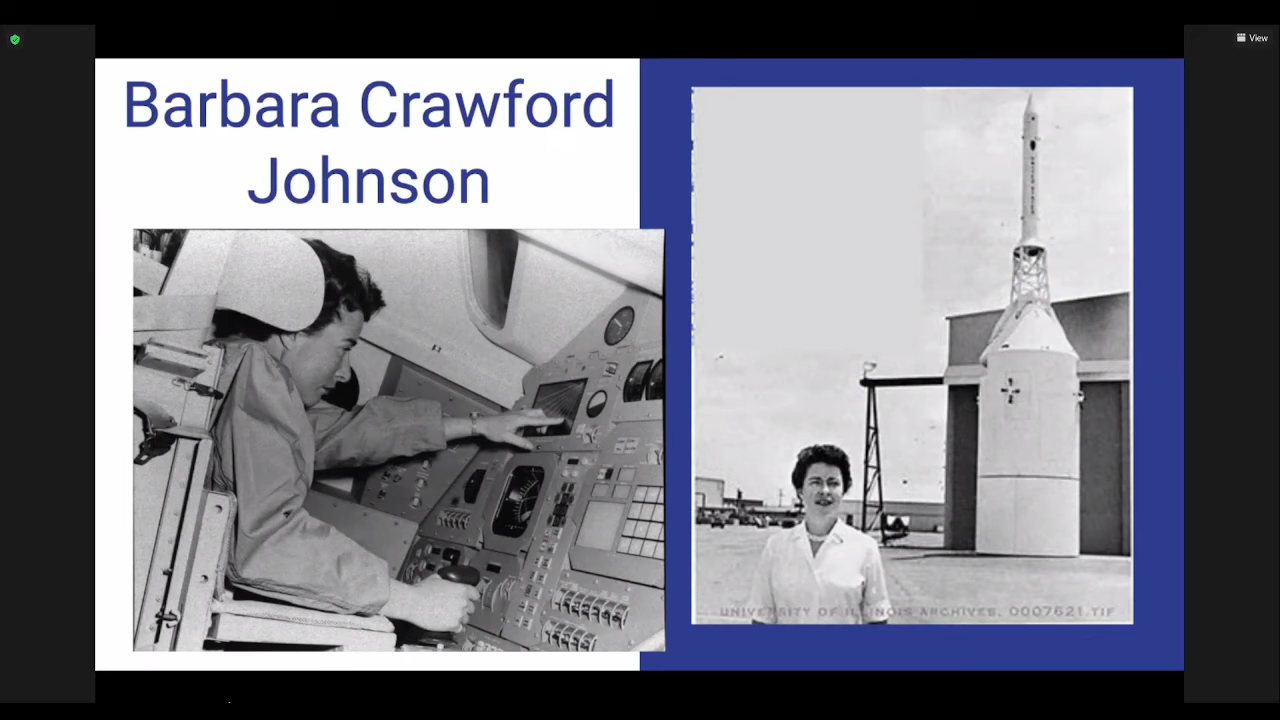 View
Barbara Crawford
Johnson
UNIVERSITY OF ILLINOIS ARCHIVES, 0007621.TIF